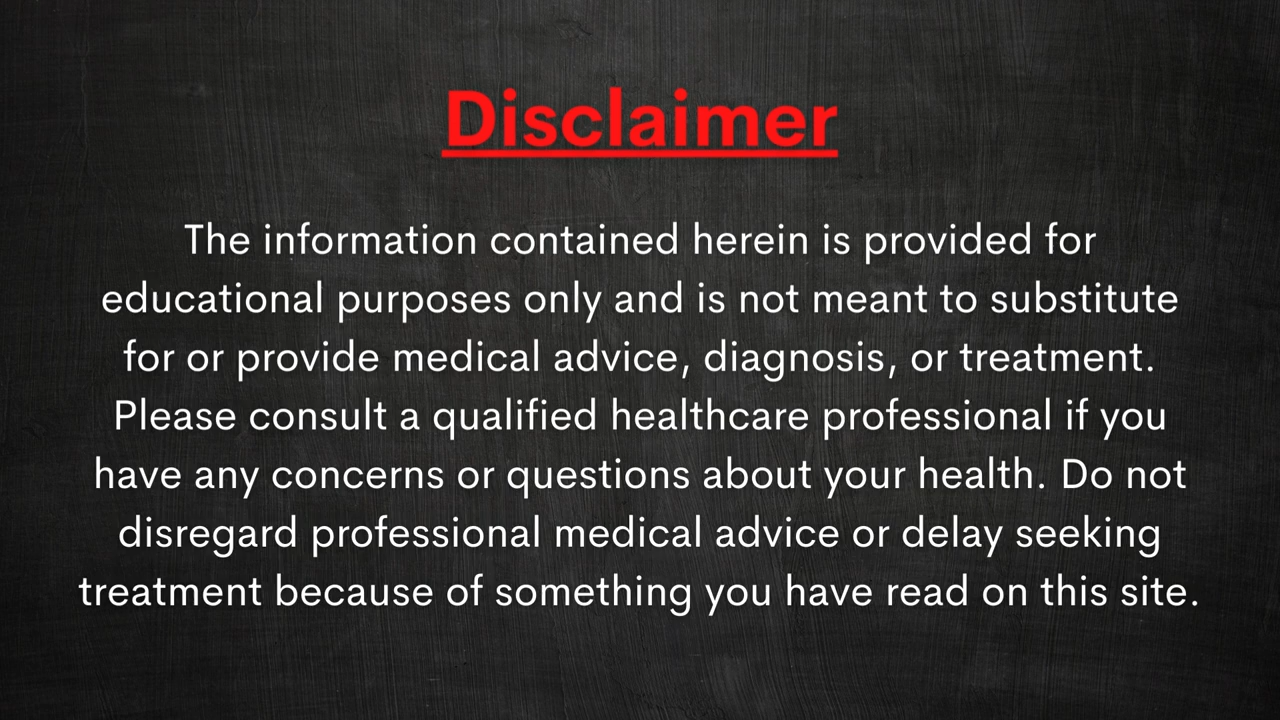 Disclaimer
The information contained herein is provided for
educational purposes only and is not meant to substitute
for or provide medical advice, diagnosis, or treatment.
Please consult a qualified healthcare professional if you
have any concerns or questions about your health. Do not
disregard professional medical advice or delay seeking
treatment because of something you have read on this site.